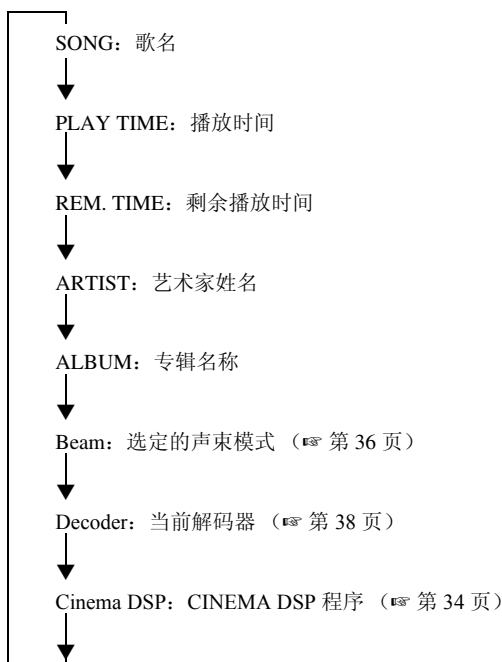 SONG：歌名
PLAY TIME：播放时间
REM. TIME：剩余播放时间
ARTIST：艺术家姓名
ALBUM：专辑名称
Beam：选定的声束模式 （☞ 第 36 页）
Decoder：当前解码器 （☞ 第 38 页）
Cinema DSP：CINEMA DSP 程序 （☞ 第 34 页）